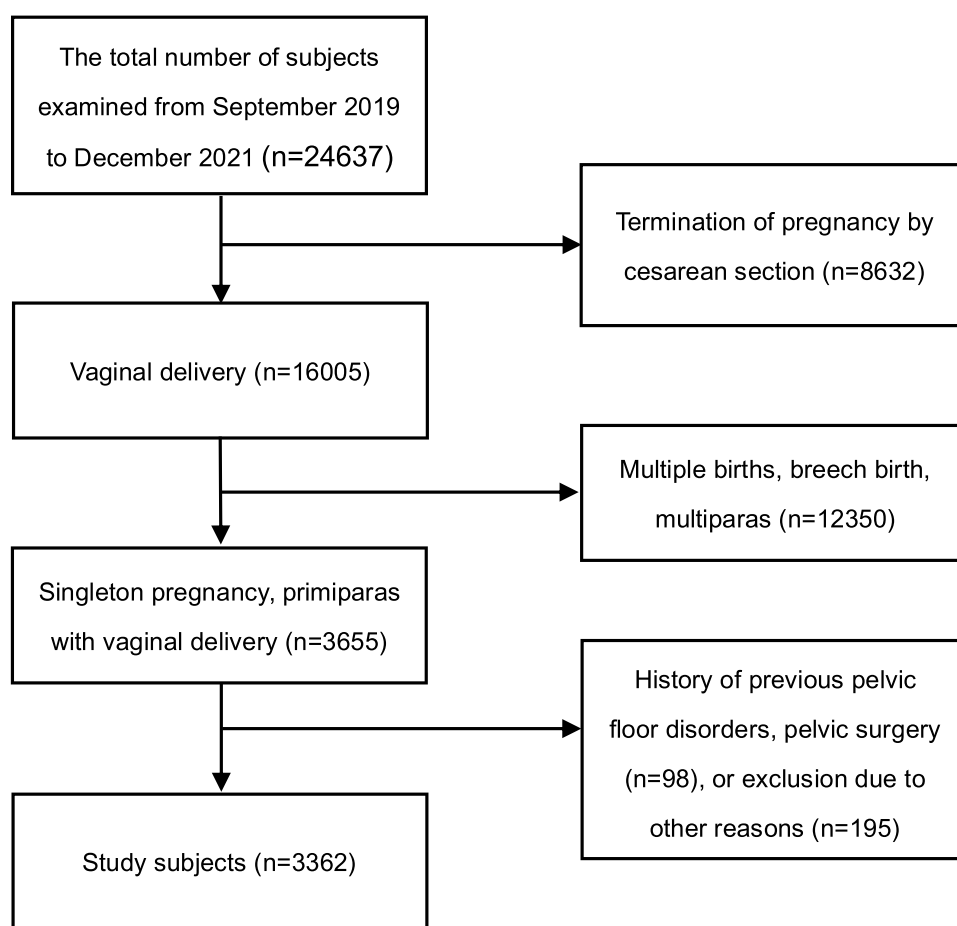 The total number of subjects
examined from September 2019
to December 2021 (n=24637)
Termination of pregnancy by
cesarean section (n=8632)
Vaginal delivery (n=16005)
Multiple births, breech birth,
multiparas (n=12350)
Singleton pregnancy, primiparas
with vaginal delivery (n=3655)
History of previous pelvic
floor disorders, pelvic surgery
(n=98), or exclusion due to
other reasons (n=195)
Study subjects (n=3362)